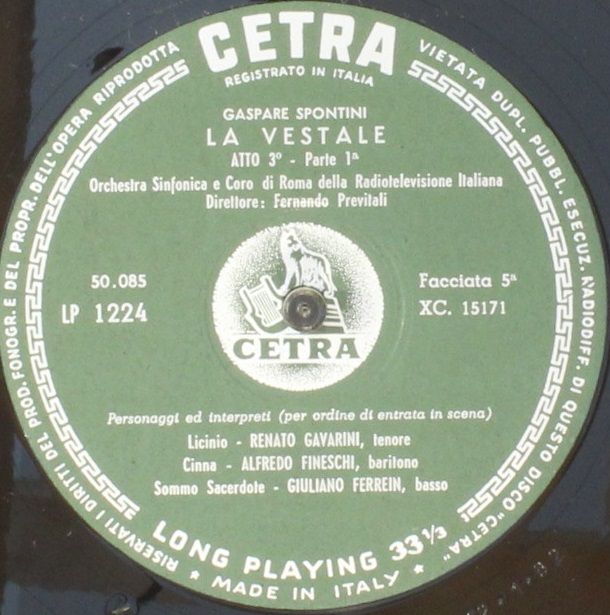 CETRA
REGISTRATO IN ITALIA
GASPARE SPONTINI
LA VESTALE
ATTO 3º - Parte 1ª
Orchestra Sinfonica e Coro di Roma della Radiotelevisione Italiana
Direttore: Fernando Previtali
50.085
LP 1224
Facciata 5ª
XC. 15171
CETRA
Personaggi ed interpreti (per ordine di entrata in scena)
Licinio - RENATO GAVARINI, tenore
Cinna - ALFREDO FINESCHI, baritono
Sommo Sacerdote - GIULIANO FERREIN, basso
LONG PLAYING 33 1/3
★ MADE IN ITALY ★
RISERVATI I DIRITTI DEL PROD. FONOGR. E DEL PROPR. DELL'OPERA RIPRODOTTA
VIETATA DUPL. PUBBL. ESECUZ. RADIODIFF. DI QUESTO DISCO "CETRA"